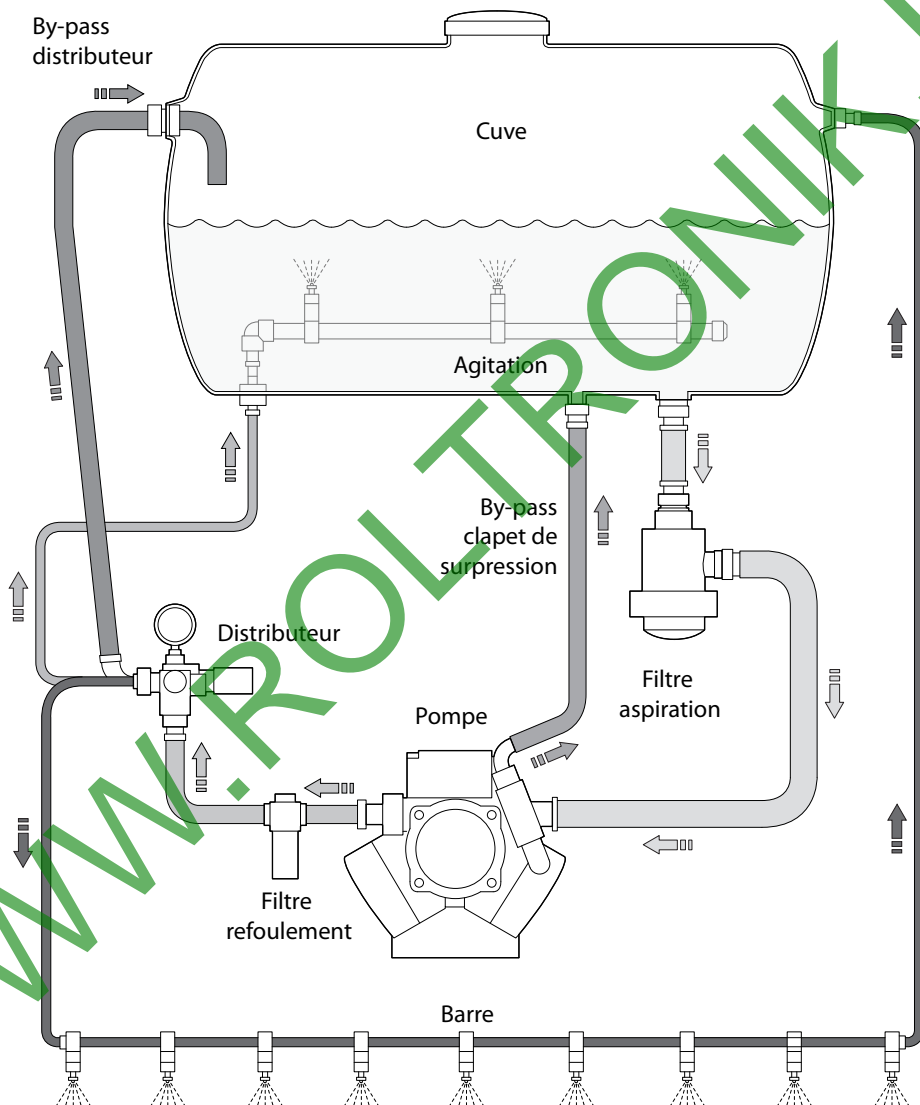 By-pass
distributeur
Cuve
Agitation
By-pass
clapet de
surpression
Distributeur
Filtre
aspiration
Pompe
Filtre
refoulement
Barre
WWW.ROLTRONIK.